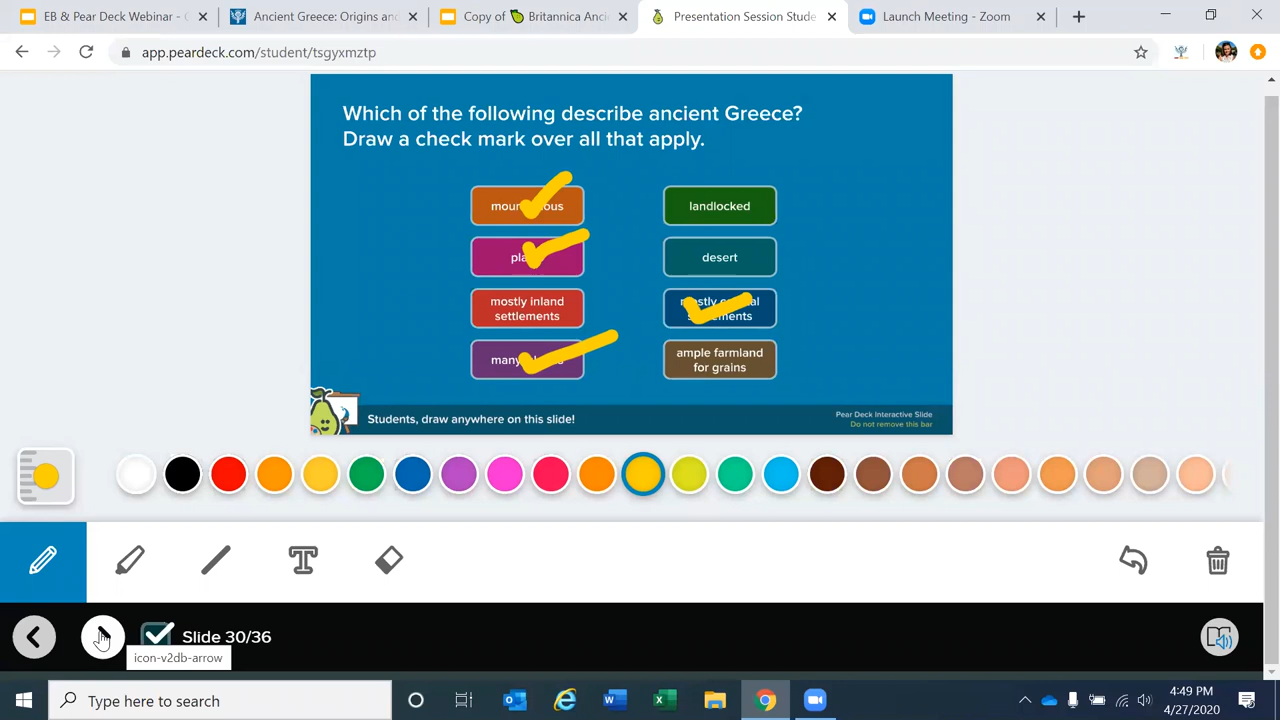 EB & Pear Deck Webinar - G
Ancient Greece: Origins and
Copy of Britannica Anci
Presentation Session Stude
Launch Meeting - Zoom
app.peardeck.com/student/tsgyxmztp
Which of the following describe ancient Greece?
Draw a check mark over all that apply.
landlocked
desert
mostly inland
settlements
ample farmland
for grains
Students, draw anywhere on this slide!
Pear Deck Interactive Slide
Do not remove this bar
Slide 30/36
icon-v2db-arrow
Type here to search
4:49 PM
4/27/2020